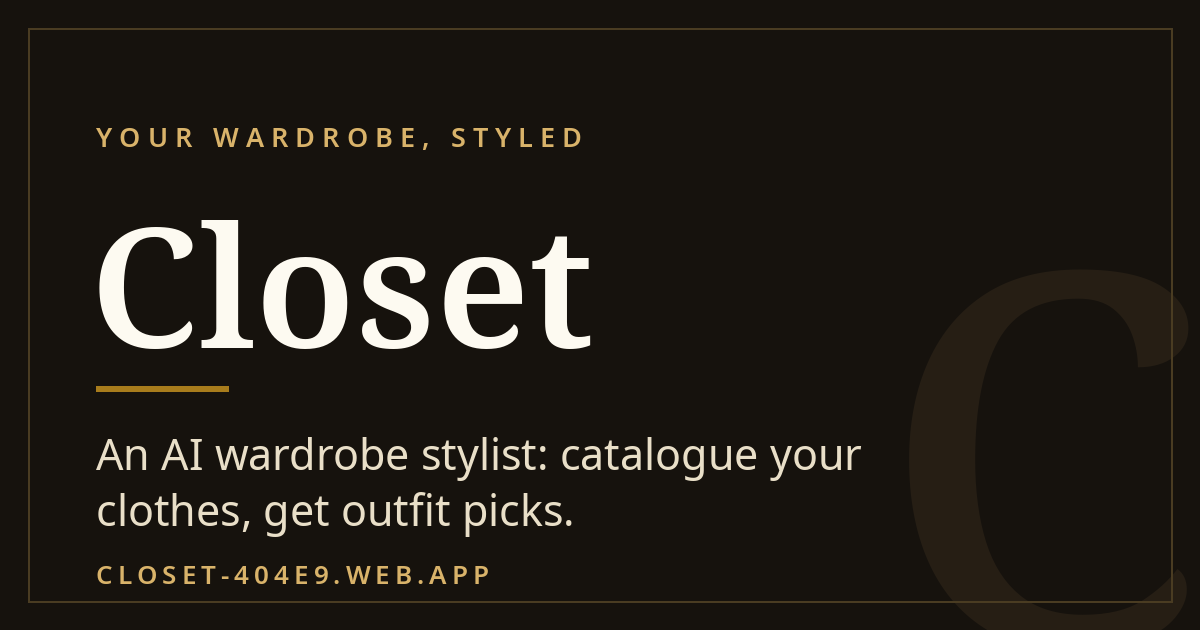 YOUR WARDROBE, STYLED
Closet
An AI wardrobe stylist: catalogue your
clothes, get outfit picks.
CLOSET-404E9.WEB.APP
C